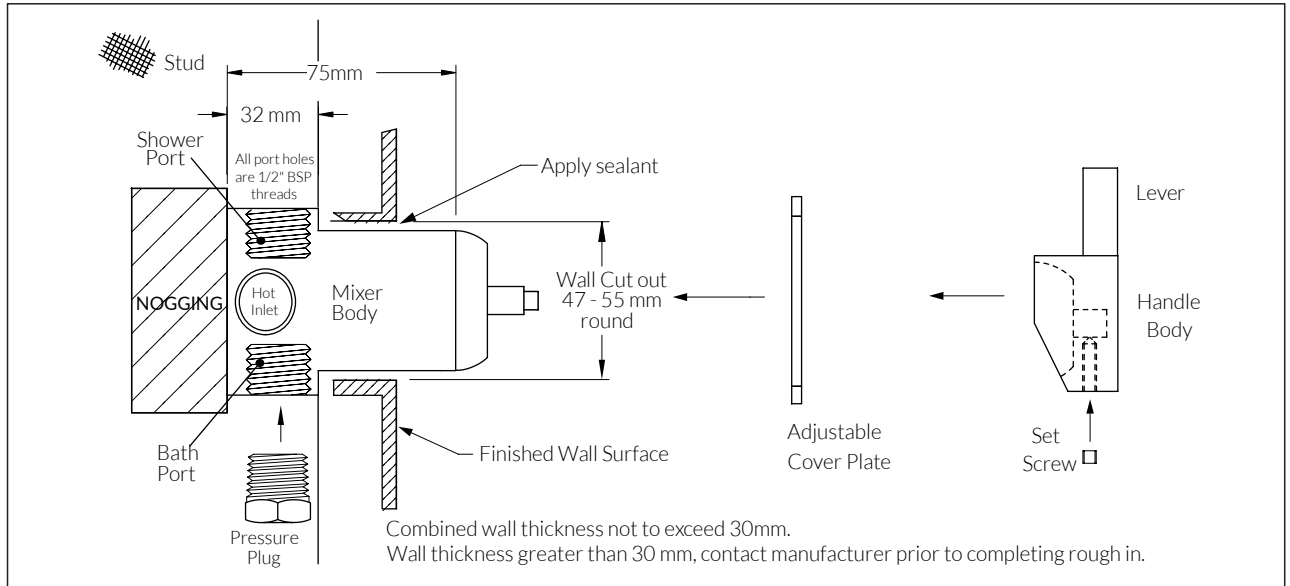 Stud
75mm
32 mm
Shower
Port
All port holes
are 1/2" BSP
threads
Apply sealant
Lever
NOGGING
Hot
Inlet
Mixer
Body
Wall Cut out
47 - 55 mm
round
Handle
Body
Bath
Port
Finished Wall Surface
Adjustable
Cover Plate
Set
Screw
Pressure
Plug
Combined wall thickness not to exceed 30mm.
Wall thickness greater than 30 mm, contact manufacturer prior to completing rough in.